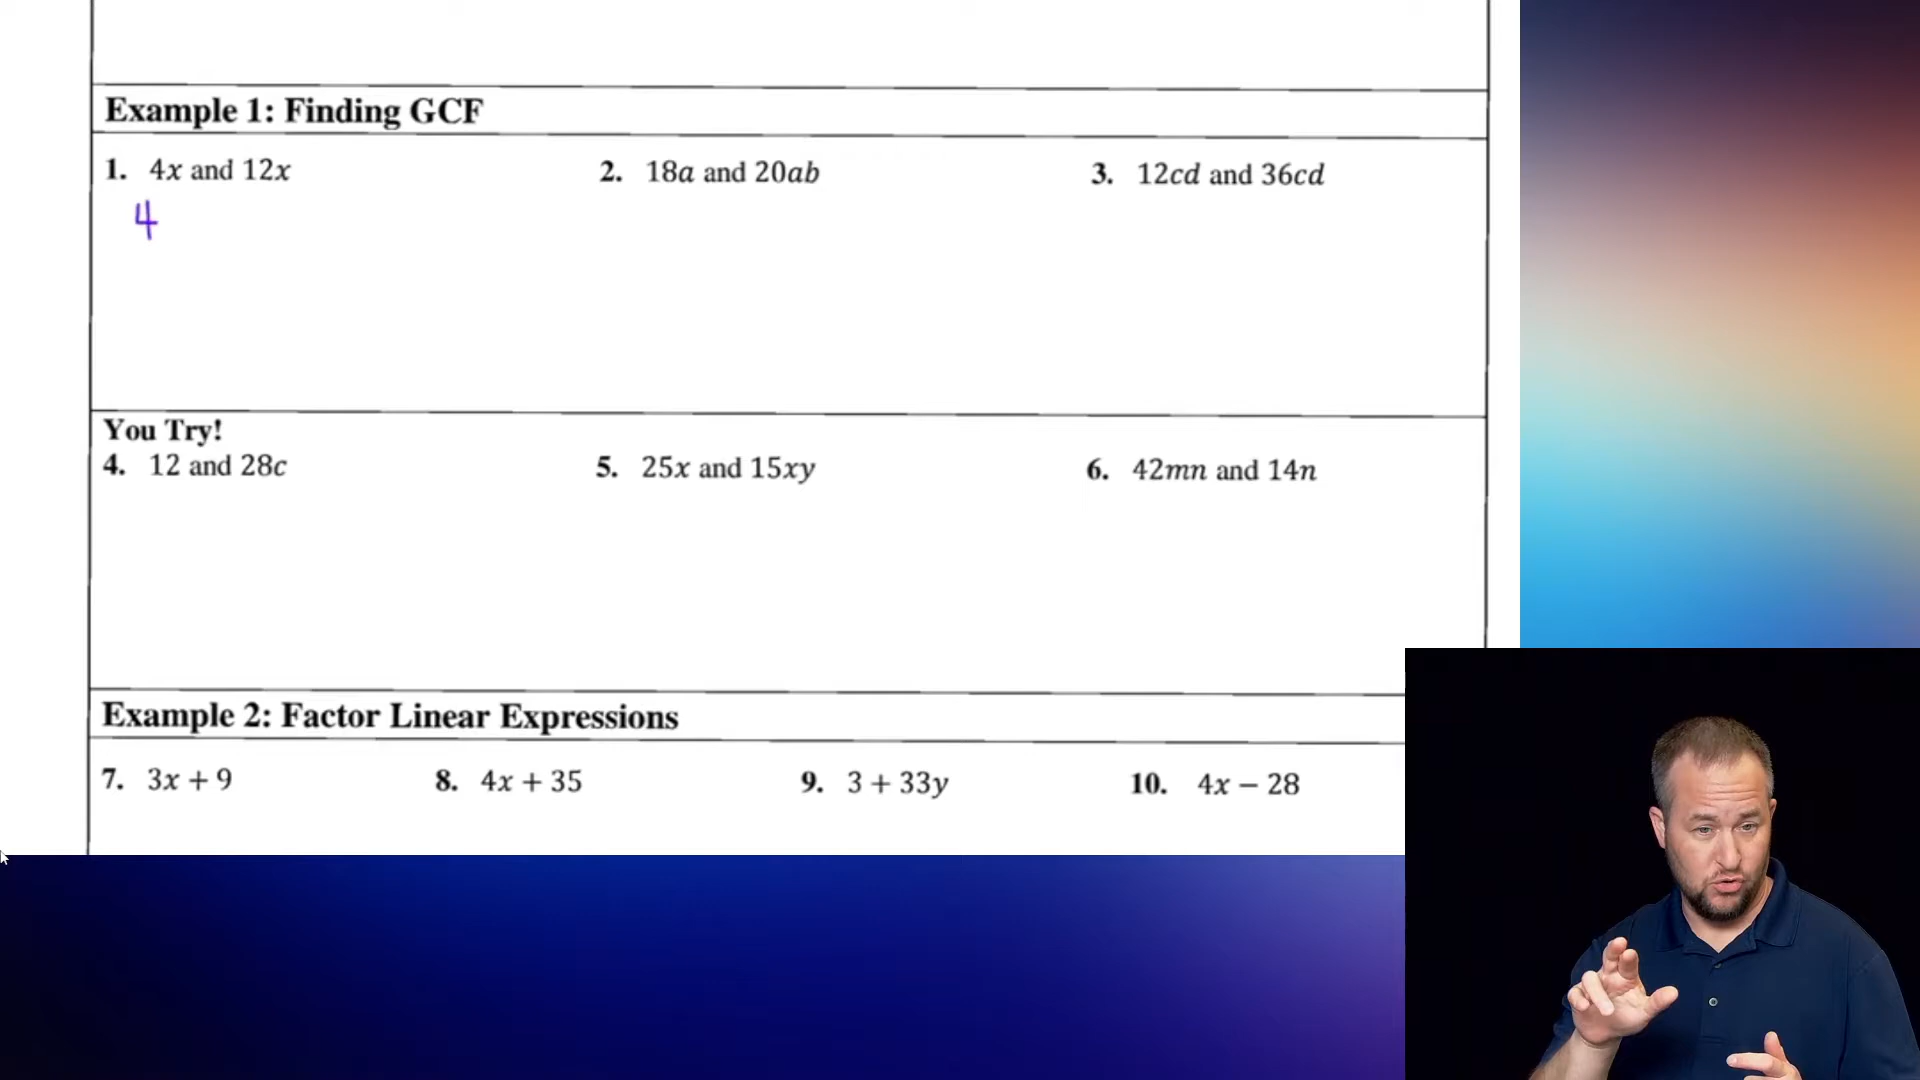 Example 1: Finding GCF
1. 4x and 12x 2. 18a and 20ab 3. 12cd and 36cd
4
You Try!
4. 12 and 28c 5. 25x and 15xy 6. 42mn and 14n
Example 2: Factor Linear Expressions
7. 3x + 9 8. 4x + 35 9. 3 + 33y 10. 4x − 28